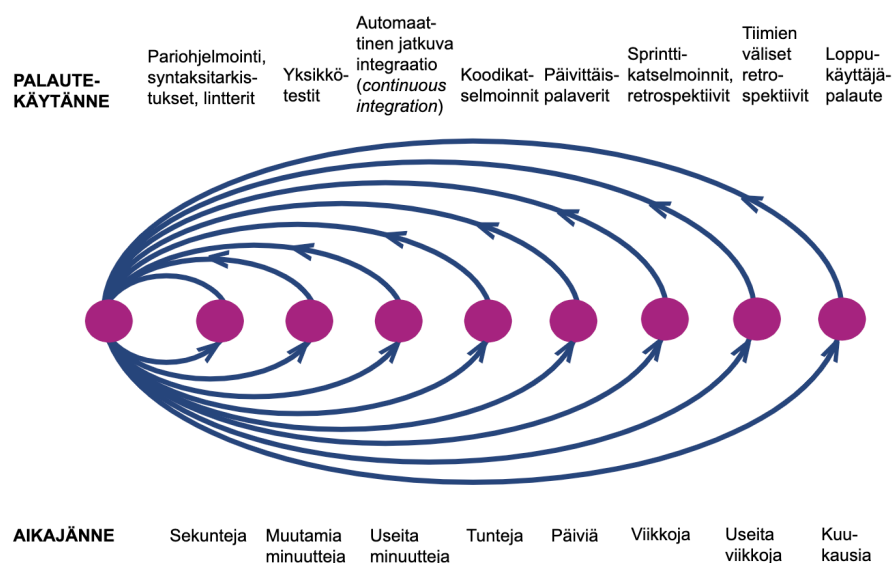 PALAUTE-
KÄYTÄNNE
Pariohjelmointi,
syntaksitarkis-
tukset, lintterit
Yksikkö-
testit
Automaat-
tinen jatkuva
integraatio
(continuous
integration)
Koodikat-
selmoinnit
Päivittäis-
palaverit
Sprintti-
katselmoinnit,
retrospektiivit
Tiimien
väliset
retro-
spektiivit
Loppu-
käyttäjä-
palaute
AIKAJÄNNE
Sekunteja
Muutamia
minuutteja
Useita
minuutteja
Tunteja
Päiviä
Viikkoja
Useita
viikkoja
Kuu-
kausia